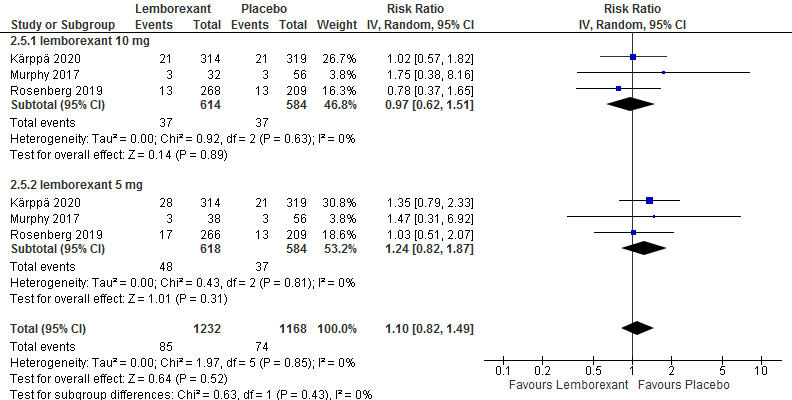 Lemborexant Placebo Risk Ratio Risk Ratio
Study or Subgroup Events Total Events Total Weight IV, Random, 95% CI IV, Random, 95% CI
2.5.1 lemborexant 10 mg
Kärppä 2020 21 314 21 319 26.7% 1.02 [0.57, 1.82]
Murphy 2017 3 32 3 56 3.8% 1.75 [0.38, 8.16]
Rosenberg 2019 13 268 13 209 16.3% 0.78 [0.37, 1.65]
Subtotal (95% CI) 614 584 46.8% 0.97 [0.62, 1.51]
Total events 37 37
Heterogeneity: Tau² = 0.00; Chi² = 0.92, df = 2 (P = 0.63); I² = 0%
Test for overall effect: Z = 0.14 (P = 0.89)
2.5.2 lemborexant 5 mg
Kärppä 2020 28 314 21 319 30.8% 1.35 [0.79, 2.33]
Murphy 2017 3 38 3 56 3.8% 1.47 [0.31, 6.92]
Rosenberg 2019 17 266 13 209 18.6% 1.03 [0.51, 2.07]
Subtotal (95% CI) 618 584 53.2% 1.24 [0.82, 1.87]
Total events 48 37
Heterogeneity: Tau² = 0.00; Chi² = 0.43, df = 2 (P = 0.81); I² = 0%
Test for overall effect: Z = 1.01 (P = 0.31)
Total (95% CI) 1232 1168 100.0% 1.10 [0.82, 1.49]
Total events 85 74
Heterogeneity: Tau² = 0.00; Chi² = 1.97, df = 5 (P = 0.85); I² = 0%
Test for overall effect: Z = 0.64 (P = 0.52)
Test for subgroup differences: Chi² = 0.63, df = 1 (P = 0.43), I² = 0%
0.1 0.2 0.5 1 2 5 10
Favours Lemborexant Favours Placebo